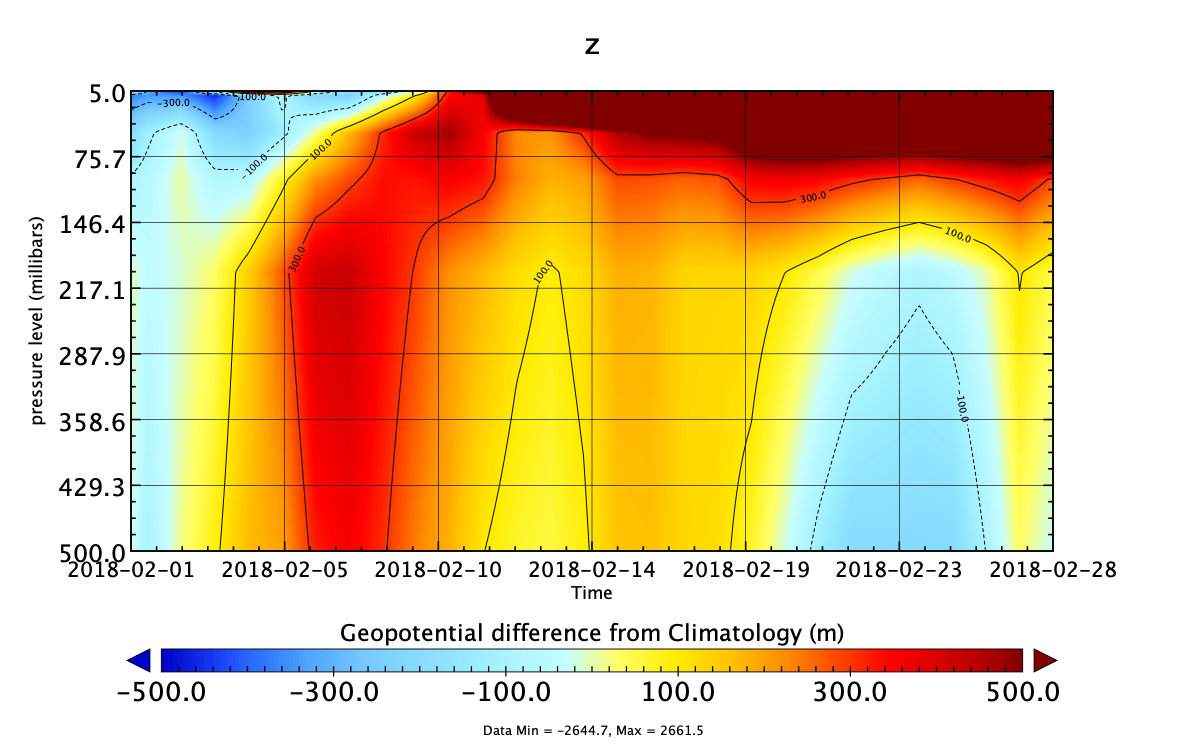 Z
5.0
75.7
146.4
217.1
287.9
358.6
429.3
500.0
pressure level (millibars)
-300.0
100.0
-100.0
100.0
300.0
100.0
300.0
100.0
100.0
2018-02-01 2018-02-05 2018-02-10 2018-02-14 2018-02-19 2018-02-23 2018-02-28
Time
Geopotential difference from Climatology (m)
-500.0 -300.0 -100.0 100.0 300.0 500.0
Data Min = -2644.7, Max = 2661.5